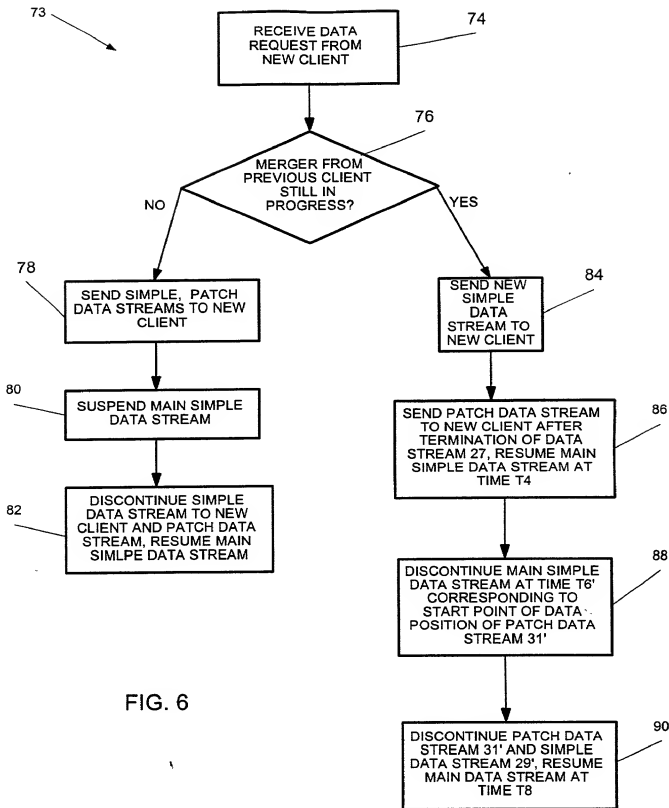 73
RECEIVE DATA
REQUEST FROM
NEW CLIENT
74
MERGER FROM
PREVIOUS CLIENT
STILL IN
PROGRESS?
76
NO
YES
78
SEND SIMPLE, PATCH
DATA STREAMS TO NEW
CLIENT
80
SUSPEND MAIN SIMPLE
DATA STREAM
82
DISCONTINUE SIMPLE
DATA STREAM TO NEW
CLIENT AND PATCH DATA
STREAM, RESUME MAIN
SIMLPE DATA STREAM
SEND NEW
SIMPLE
DATA
STREAM TO
NEW CLIENT
84
SEND PATCH DATA STREAM
TO NEW CLIENT AFTER
TERMINATION OF DATA
STREAM 27, RESUME MAIN
SIMPLE DATA STREAM AT
TIME T4
86
DISCONTINUE MAIN SIMPLE
DATA STREAM AT TIME T6'
CORRESPONDING TO
START POINT OF DATA
POSITION OF PATCH DATA
STREAM 31'
88
DISCONTINUE PATCH DATA
STREAM 31' AND SIMPLE
DATA STREAM 29', RESUME
MAIN DATA STREAM AT
TIME T8
90
FIG. 6